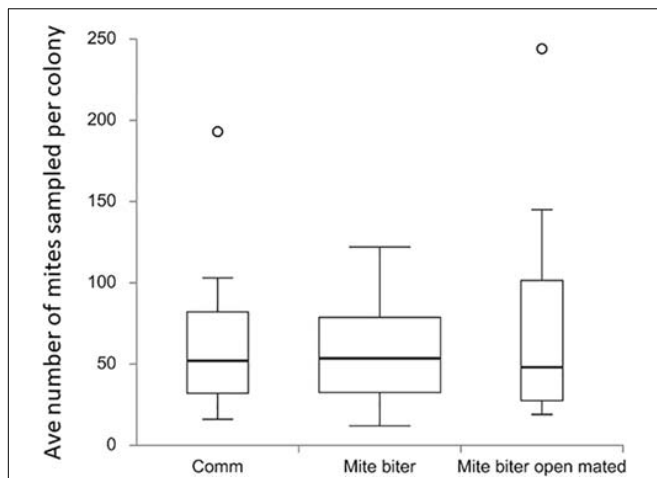 Ave number of mites sampled per colony
250
200
150
100
50
0
Comm
Mite biter
Mite biter open mated